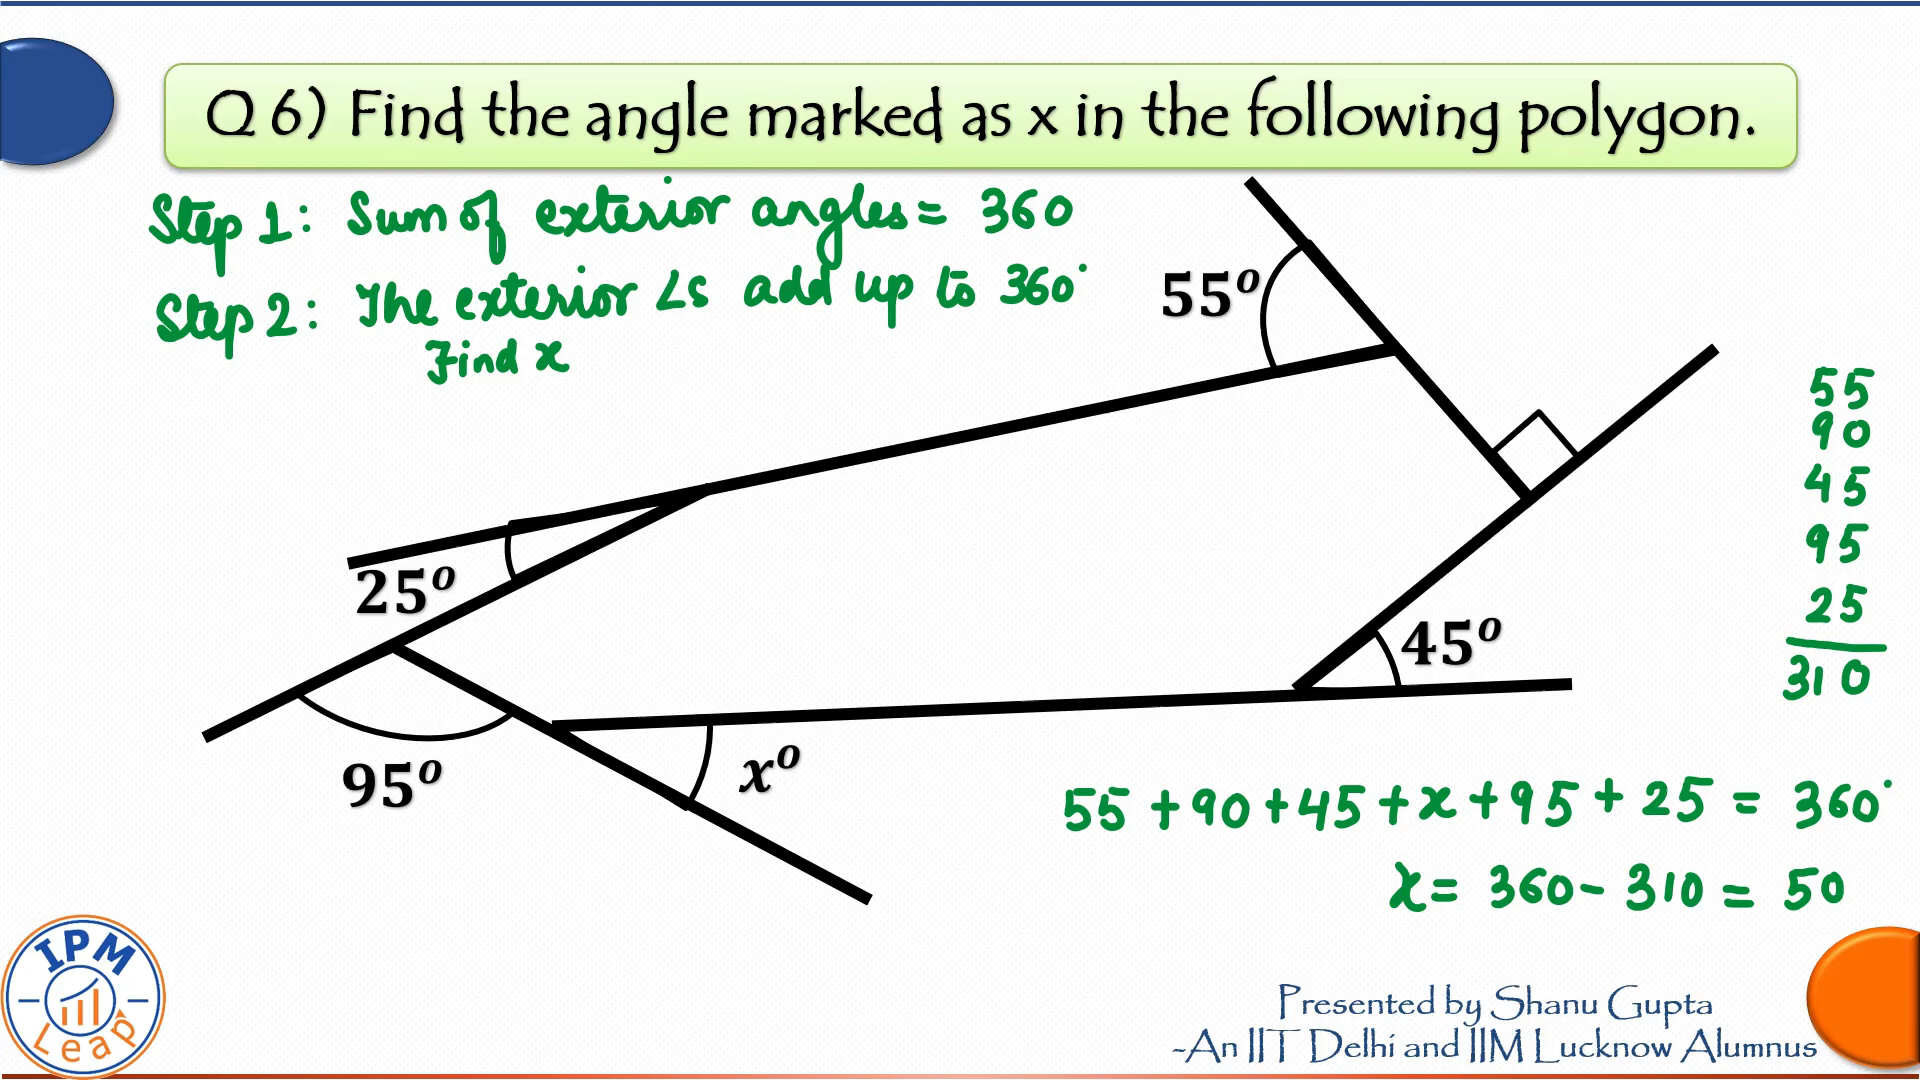 Q 6) Find the angle marked as x in the following polygon.
Step 1: Sum of exterior angles = 360
Step 2: The exterior ∠s add up to 360°
Find x
55°
25°
45°
95°
x°
55
90
45
95
25
310
55 + 90 + 45 + x + 95 + 25 = 360°
x = 360 - 310 = 50
IPM
Leap
Presented by Shanu Gupta
-An IIT Delhi and IIM Lucknow Alumnus